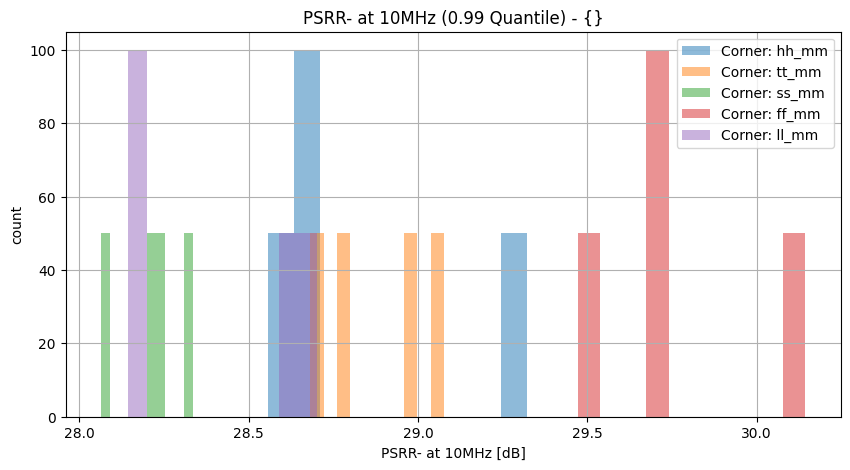 PSRR- at 10MHz (0.99 Quantile) - {}
100
80
60
40
20
0
count
Corner: hh_mm
Corner: tt_mm
Corner: ss_mm
Corner: ff_mm
Corner: ll_mm
28.0 28.5 29.0 29.5 30.0
PSRR- at 10MHz [dB]